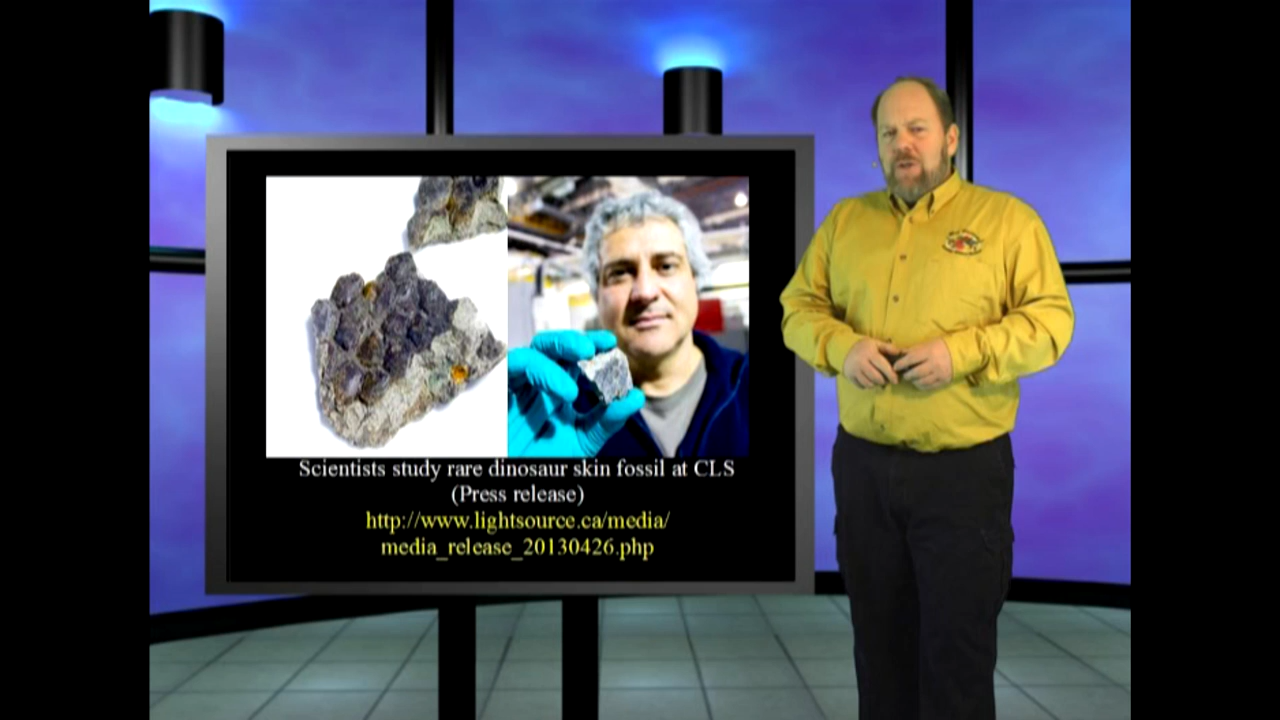 Scientists study rare dinosaur skin fossil at CLS
(Press release)
http://www.lightsource.ca/media/
media_release_20130426.php